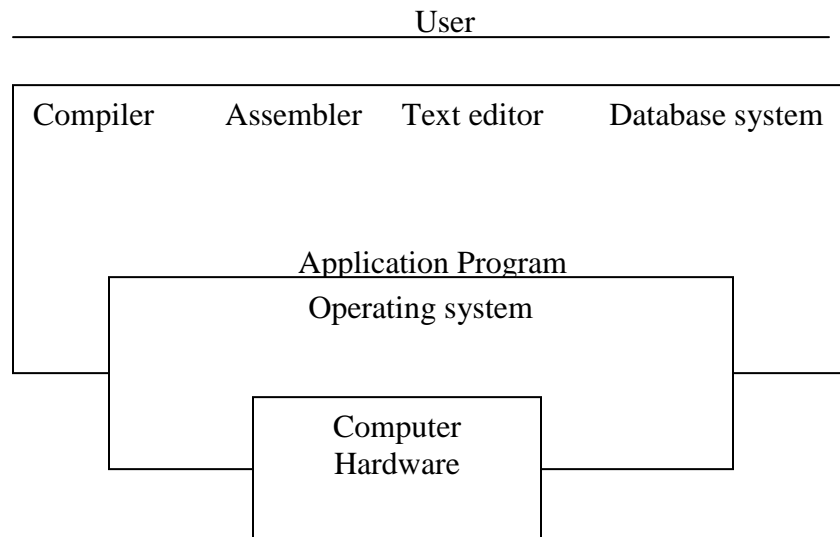 User
Compiler Assembler Text editor Database system
Application Program
Operating system
Computer
Hardware